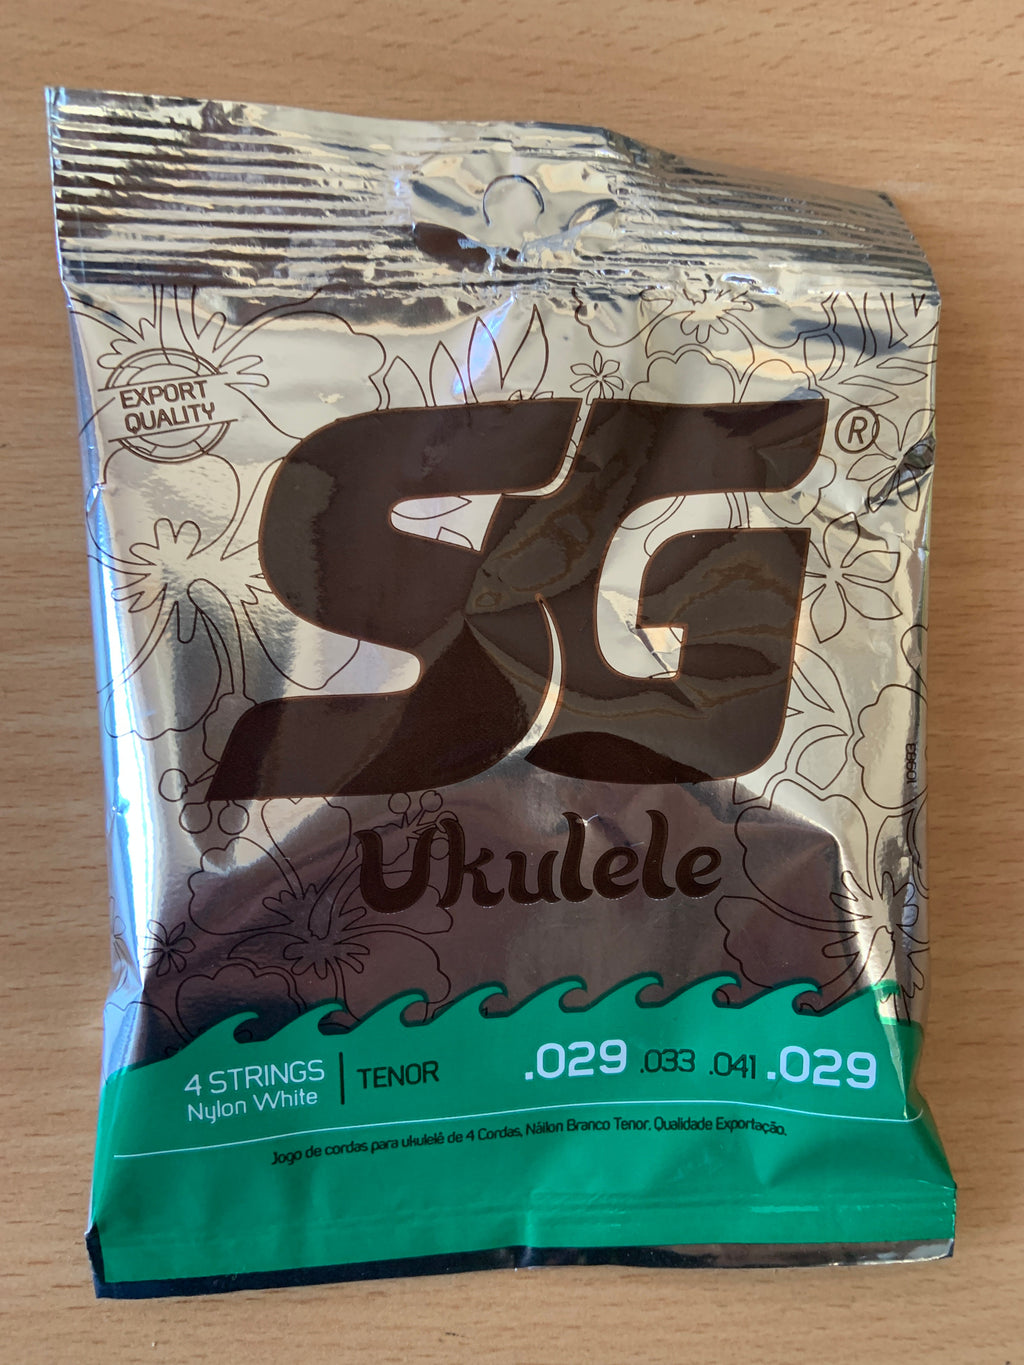 EXPORT
QUALITY
SG®
10983
Ukulele
4 STRINGS
Nylon White
TENOR
.029 .033 .041 .029
Jogo de cordas para ukulelê de 4 Cordas, Náilon Branco Tenor. Qualidade Exportação.